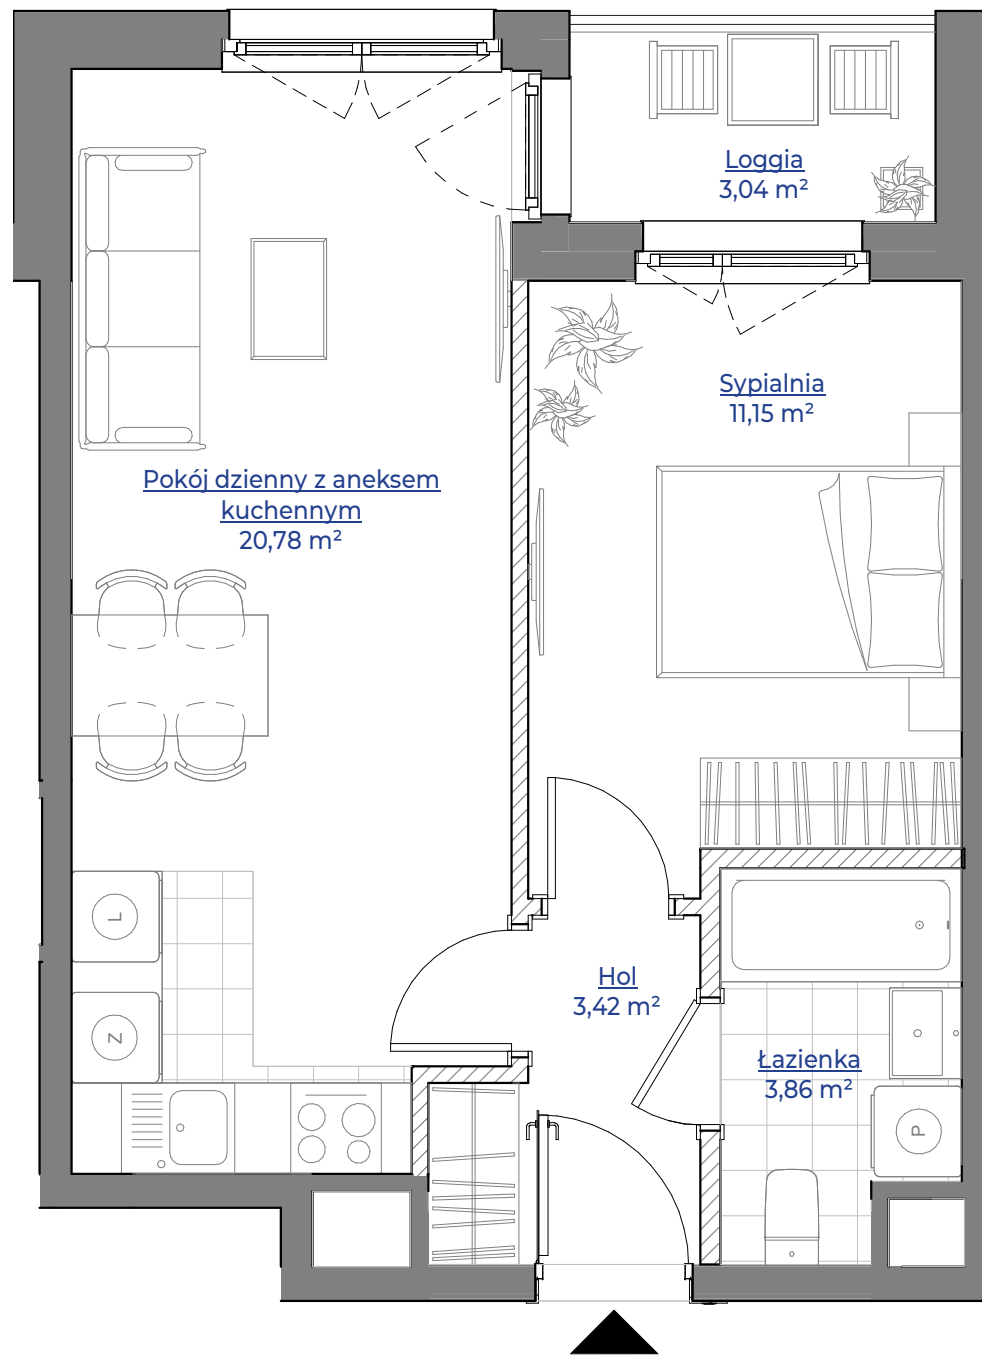 Loggia
3,04 m²
Sypialnia
11,15 m²
Pokój dzienny z aneksem
kuchennym
20,78 m²
L
Z
Hol
3,42 m²
Łazienka
3,86 m²
P